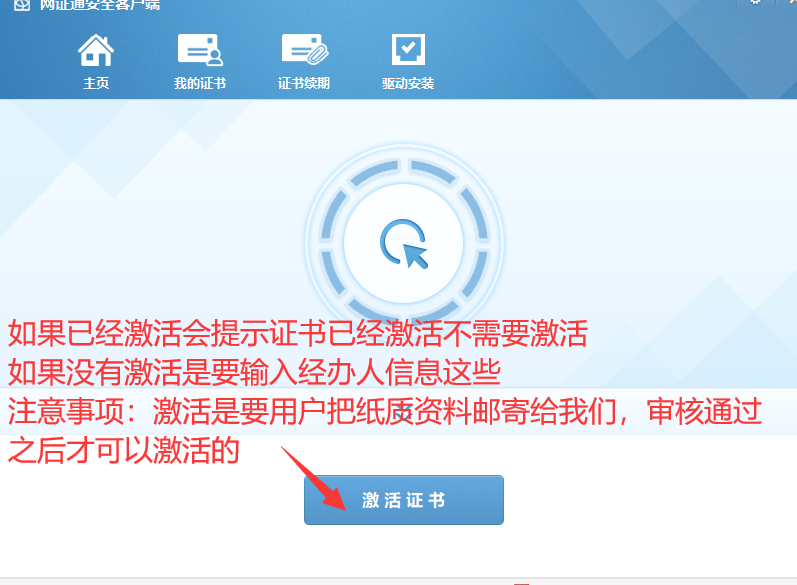 网证通安全客户端
主页
我的证书
证书续期
驱动安装
如果已经激活会提示证书已经激活不需要激活
如果没有激活是要输入经办人信息这些
注意事项：激活是要用户把纸质资料邮寄给我们，审核通过
之后才可以激活的
激活证书